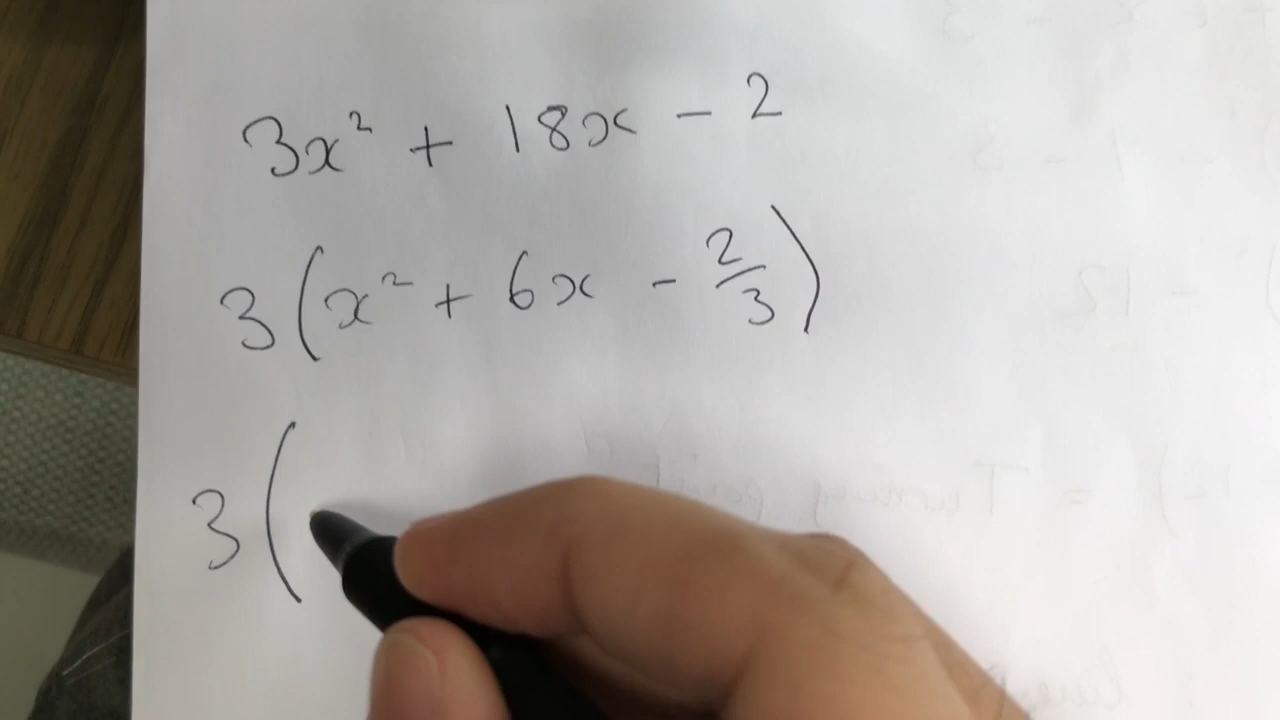 3x² + 18x - 2
3(x² + 6x - 2/3)
3(